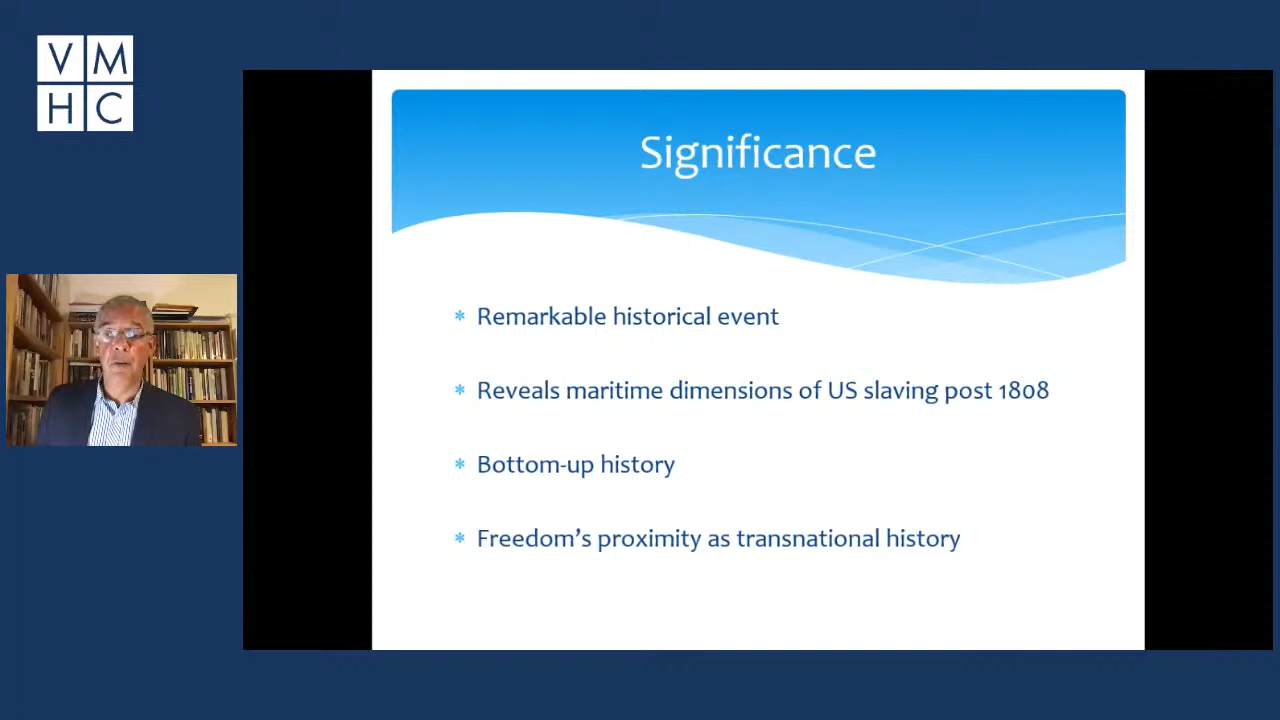 VM
HC
Significance
* Remarkable historical event
* Reveals maritime dimensions of US slaving post 1808
* Bottom-up history
* Freedom's proximity as transnational history